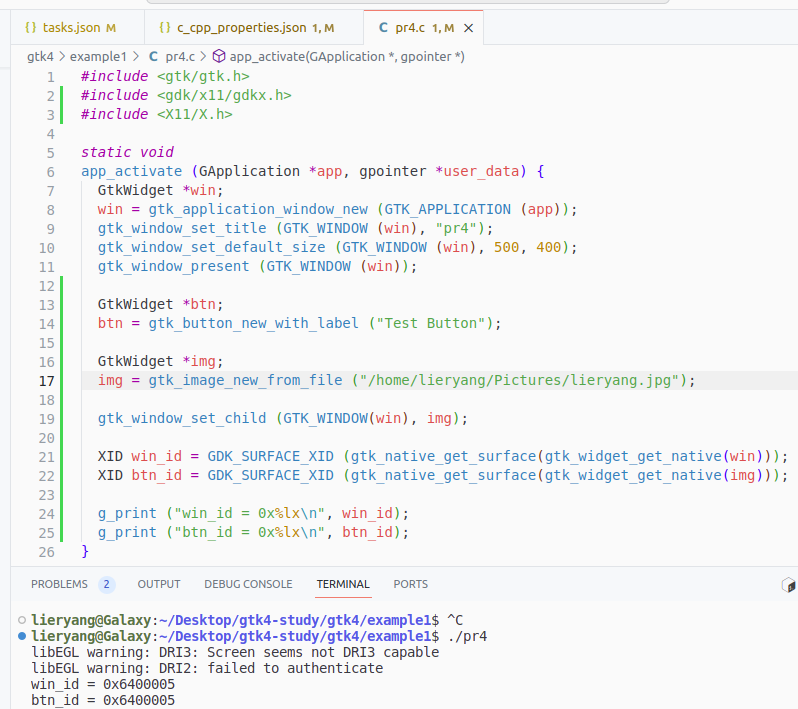 {} tasks.json M {} c_cpp_properties.json 1, M C pr4.c 1, M ×
gtk4 > example1 > C pr4.c > app_activate(GApplication *, gpointer *)
1 #include <gtk/gtk.h>
2 #include <gdk/x11/gdkx.h>
3 #include <X11/X.h>
4
5 static void
6 app_activate (GApplication *app, gpointer *user_data) {
7 GtkWidget *win;
8 win = gtk_application_window_new (GTK_APPLICATION (app));
9 gtk_window_set_title (GTK_WINDOW (win), "pr4");
10 gtk_window_set_default_size (GTK_WINDOW (win), 500, 400);
11 gtk_window_present (GTK_WINDOW (win));
12
13 GtkWidget *btn;
14 btn = gtk_button_new_with_label ("Test Button");
15
16 GtkWidget *img;
17 img = gtk_image_new_from_file ("/home/lieryang/Pictures/lieryang.jpg");
18
19 gtk_window_set_child (GTK_WINDOW(win), img);
20
21 XID win_id = GDK_SURFACE_XID (gtk_native_get_surface(gtk_widget_get_native(win)));
22 XID btn_id = GDK_SURFACE_XID (gtk_native_get_surface(gtk_widget_get_native(img)));
23
24 g_print ("win_id = 0x%lx\n", win_id);
25 g_print ("btn_id = 0x%lx\n", btn_id);
26 }
PROBLEMS 2 OUTPUT DEBUG CONSOLE TERMINAL PORTS
lieryang@Galaxy:~/Desktop/gtk4-study/gtk4/example1$ ^C
lieryang@Galaxy:~/Desktop/gtk4-study/gtk4/example1$ ./pr4
libEGL warning: DRI3: Screen seems not DRI3 capable
libEGL warning: DRI2: failed to authenticate
win_id = 0x6400005
btn_id = 0x6400005